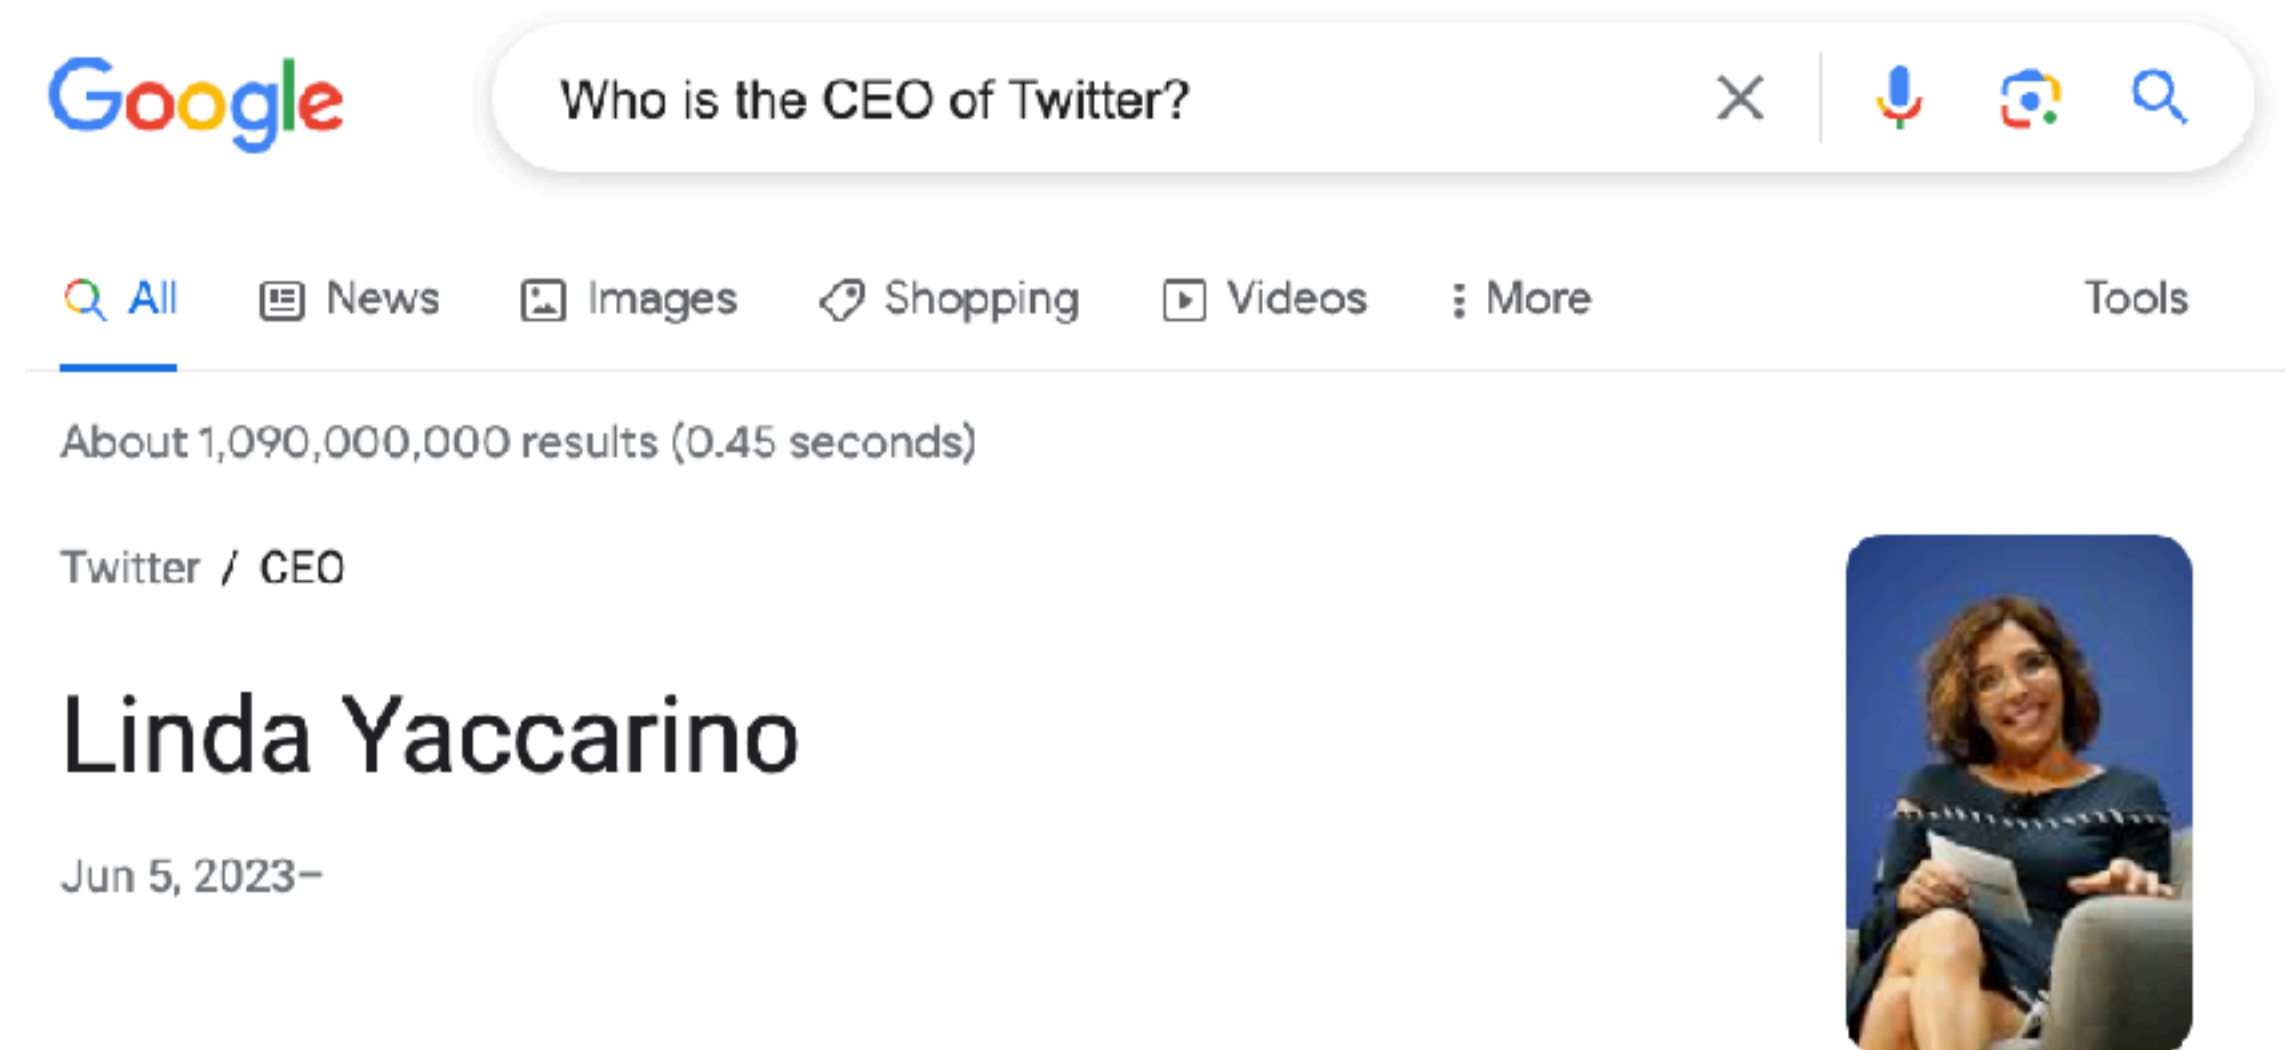 Google Who is the CEO of Twitter?
All News Images Shopping Videos More Tools
About 1,090,000,000 results (0.45 seconds)
Twitter / CEO
Linda Yaccarino
Jun 5, 2023–